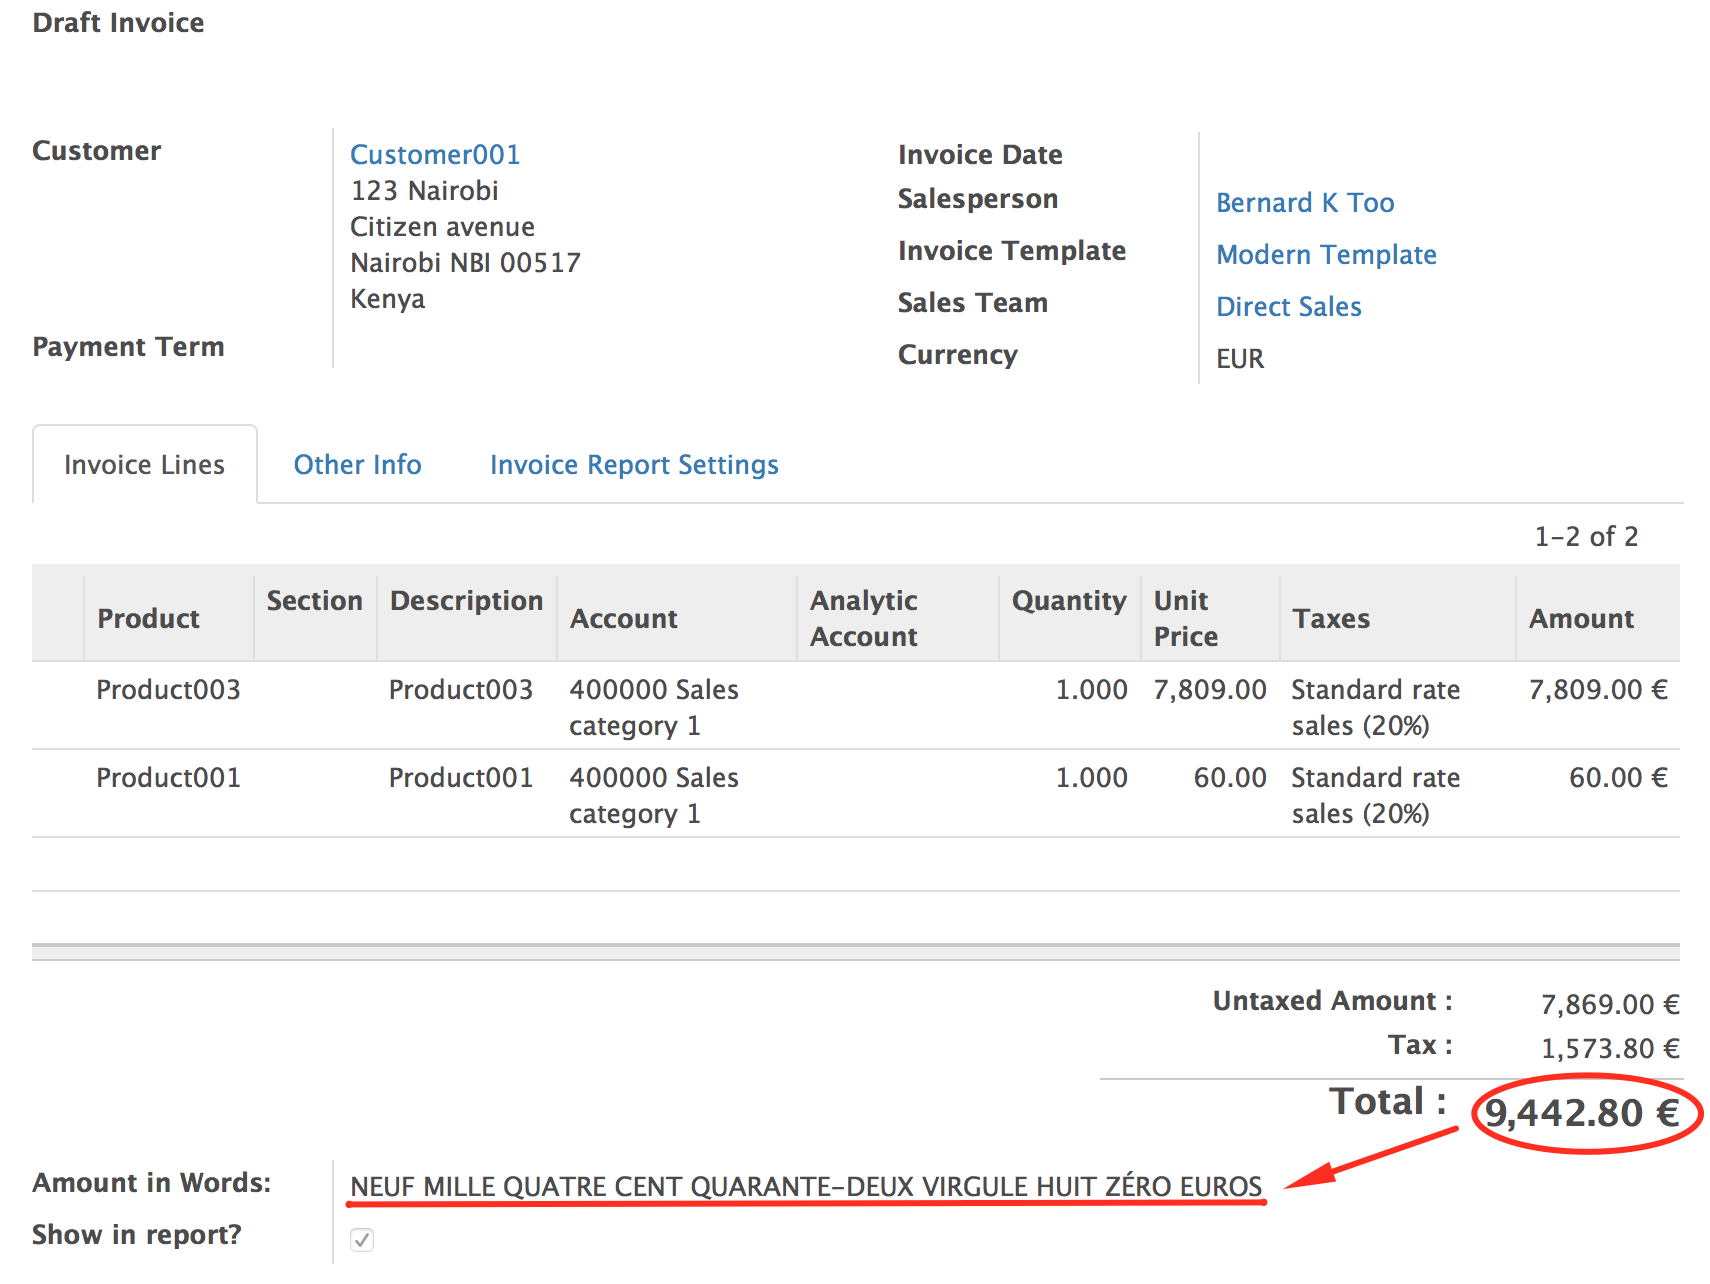 Draft Invoice
Customer
Customer001
123 Nairobi
Citizen avenue
Nairobi NBI 00517
Kenya
Payment Term
Invoice Date
Salesperson
Bernard K Too
Invoice Template
Modern Template
Sales Team
Direct Sales
Currency
EUR
Invoice Lines Other Info Invoice Report Settings
1-2 of 2
Product Section Description Account Analytic Account Quantity Unit Price Taxes Amount
Product003 Product003 400000 Sales 1.000 7,809.00 Standard rate 7,809.00 €
category 1 sales (20%)
Product001 Product001 400000 Sales 1.000 60.00 Standard rate 60.00 €
category 1 sales (20%)
Untaxed Amount : 7,869.00 €
Tax : 1,573.80 €
Total : 9,442.80 €
Amount in Words: NEUF MILLE QUATRE CENT QUARANTE-DEUX VIRGULE HUIT ZÉRO EUROS
Show in report?